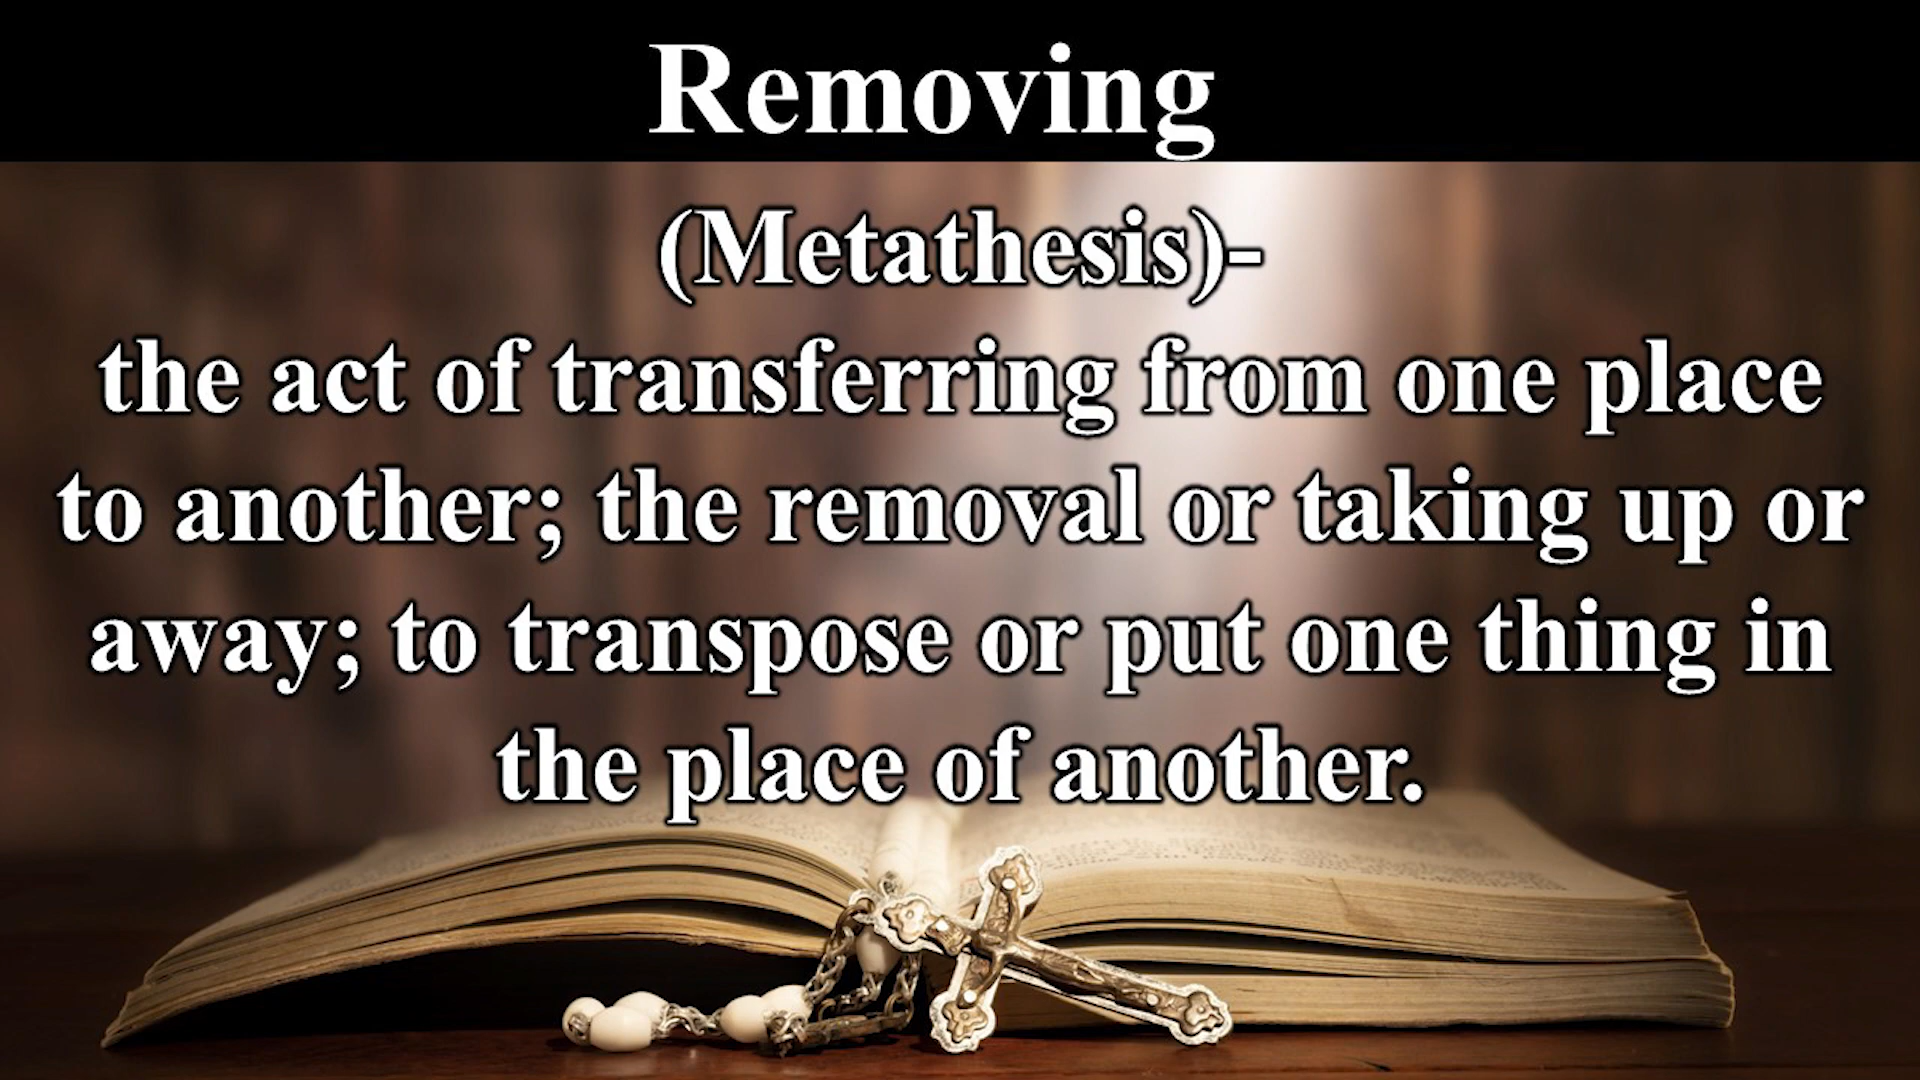 Removing
(Metathesis)-
the act of transferring from one place
to another; the removal or taking up or
away; to transpose or put one thing in
the place of another.